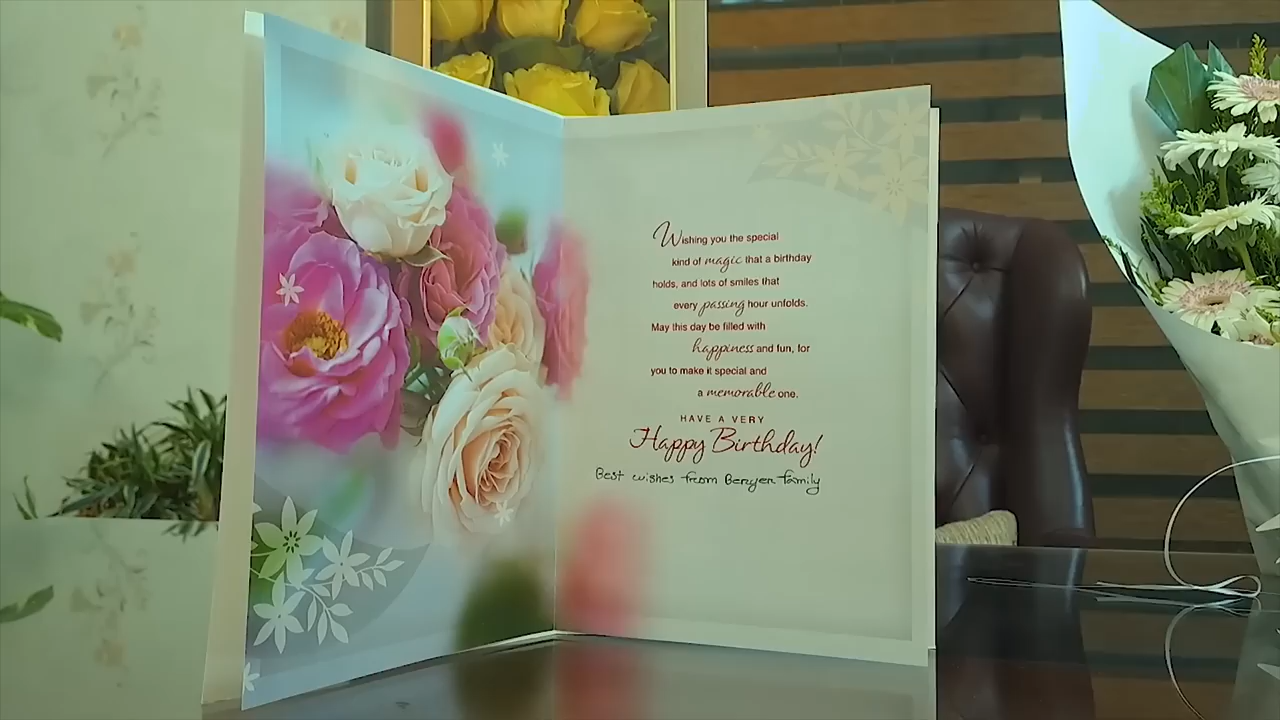 Wishing you the special
kind of magic that a birthday
holds, and lots of smiles that
every passing hour unfolds.
May this day be filled with
happiness and fun, for
you to make it special and
a memorable one.
HAVE A VERY
Happy Birthday!
Best wishes from family